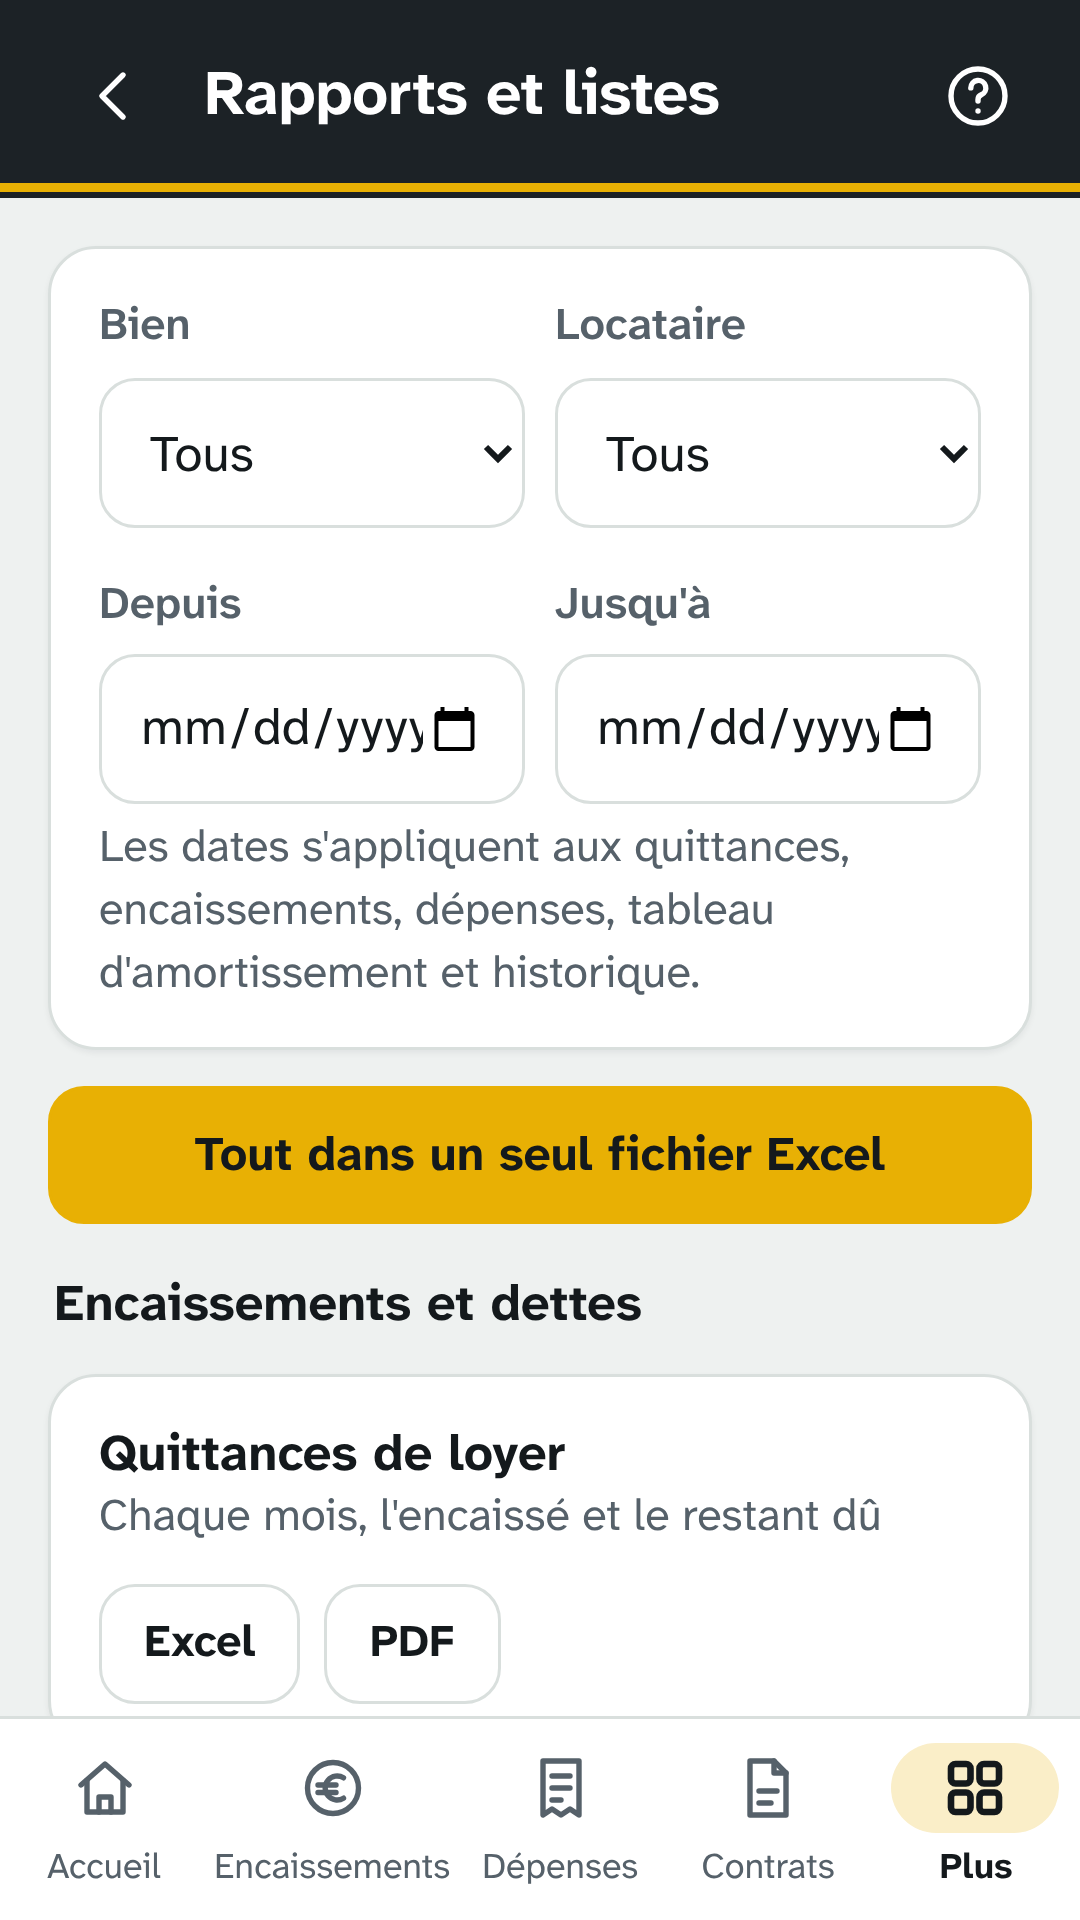 Rapports et listes
Bien
Locataire
Tous
Tous
Depuis
Jusqu'à
mm/dd/yyyy
mm/dd/yyyy
Les dates s'appliquent aux quittances,
encaissements, dépenses, tableau
d'amortissement et historique.
Tout dans un seul fichier Excel
Encaissements et dettes
Quittances de loyer
Chaque mois, l'encaissé et le restant dû
Excel
PDF
Accueil
Encaissements
Dépenses
Contrats
Plus